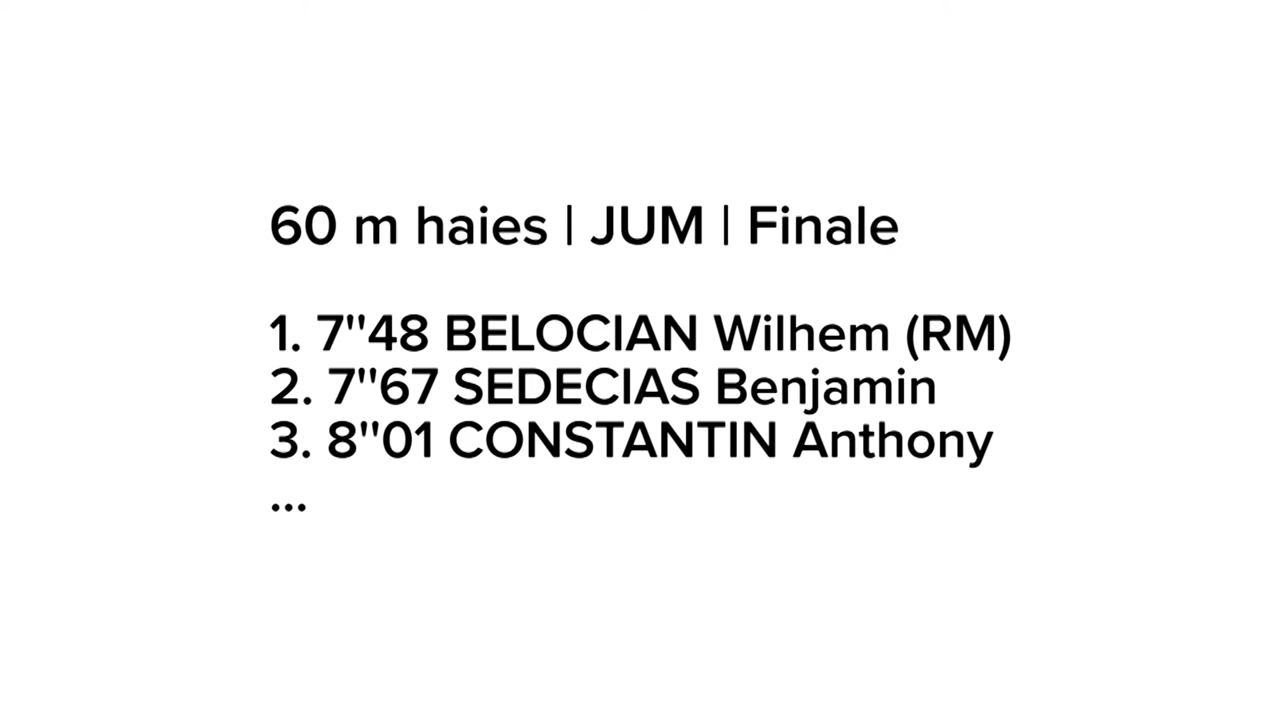 60 m haies | JUM | Finale
1. 7''48 BELOCIAN Wilhem (RM)
2. 7''67 SEDECIAS Benjamin
3. 8''01 CONSTANTIN Anthony
...